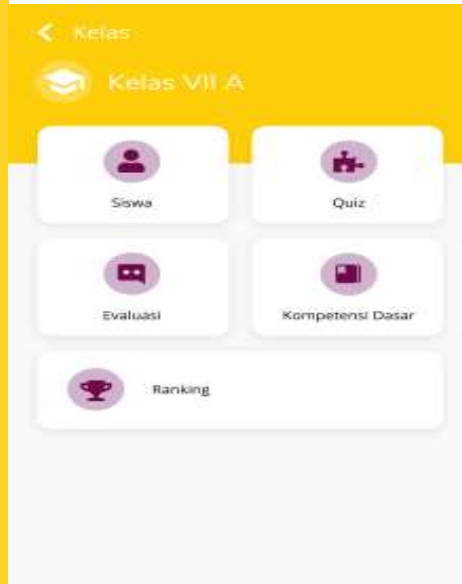 Kelas
Kelas VII A
Siswa
Quiz
Evaluasi
Kompetensi Dasar
Ranking